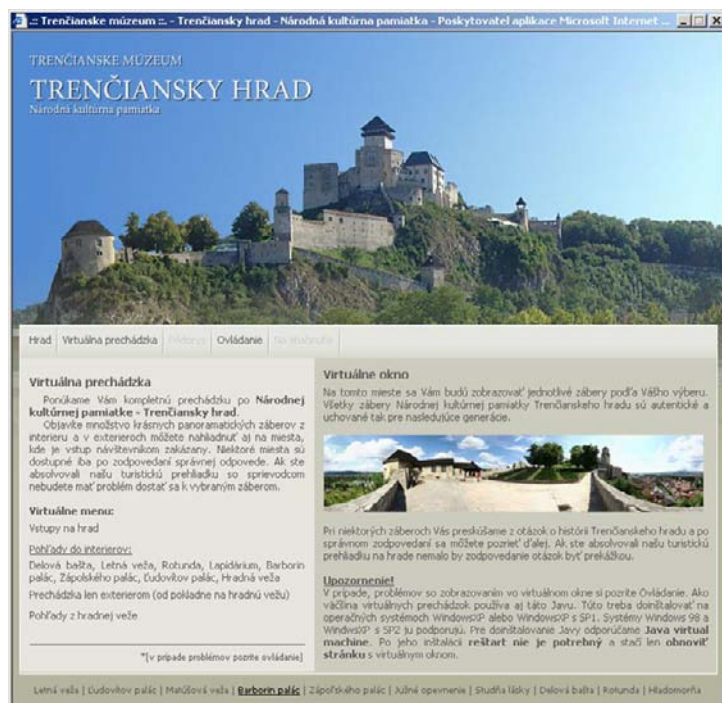 .:: Trenčianske múzeum ::. - Trenčiansky hrad - Národná kultúrna pamiatka - Poskytovatel aplikace Microsoft Internet ...
TRENČIANSKE MÚZEUM
TRENČIANSKY HRAD
Národná kultúrna pamiatka
Hrad Virtuálna prechádzka Ovládanie
Virtuálna prechádzka
Ponúkame Vám kompletnú prechádzku po Národnej
kultúrnej pamiatke - Trenčiansky hrad.
Objavíte množstvo krásnych panoramatických záberov z
interieru a v exterieroch môžete nahliadnuť aj na miesta,
kde je vstup návštevníkom zakázany. Niektoré miesta sú
dostupné iba po zodpovedaní správnej odpovede. Ak ste
absolvovali našu turistickú prehliadku so sprievodcom
nebudete mať problém dostať sa k vybraným záberom.
Virtuálne menu:
Vstupy na hrad
Pohľady do interierov:
Delová bašta, Letná veža, Rotunda, Lapidárium, Barborin
palác, Zápolského palác, Ľudovítov palác, Hradná veža
Prechádzka len exterierom (od pokladne na hradnú vežu)
Pohľady z hradnej veže
*[v prípade problémov pozrite ovládanie]
Virtuálne okno
Na tomto mieste sa Vám budú zobrazovať jednotlivé zábery podľa Vášho výberu.
Všetky zábery Národnej kultúrnej pamiatky Trenčianskeho hradu sú autentické a
uchované tak pre nasledujúce generácie.
Pri niektorých záberoch Vás preskúšame z otázok o histórii Trenčianskeho hradu a po
správnom zodpovedaní sa môžete pozrieť ďalej. Ak ste absolvovali našu turistickú
prehliadku na hrade nemalo by zodpovedanie otázok byť prekážkou.
Upozornenie!
V prípade, problémov so zobrazovaním vo virtuálnom okne si pozrite Ovládanie. Ako
väčšina virtuálnych prechádzok používa aj táto Javu. Túto treba doinštalovať na
operačných systémoch WindowsXP alebo WindowsXP s SP1. Systémy Windows 98 a
WindwsXP s SP2 ju podporujú. Pre doinštalovanie Javy odporúčame Java virtual
machine. Po jeho inštalácii reštart nie je potrebný a stačí len obnoviť
stránku s virtuálnym oknom.
Letná veža | Ľudovítov palác | Matúšová veža | Barborin palác | Zápoľského palác | Južné opevnenie | Studňa lásky | Delová bašta | Rotunda | Hladomorňa